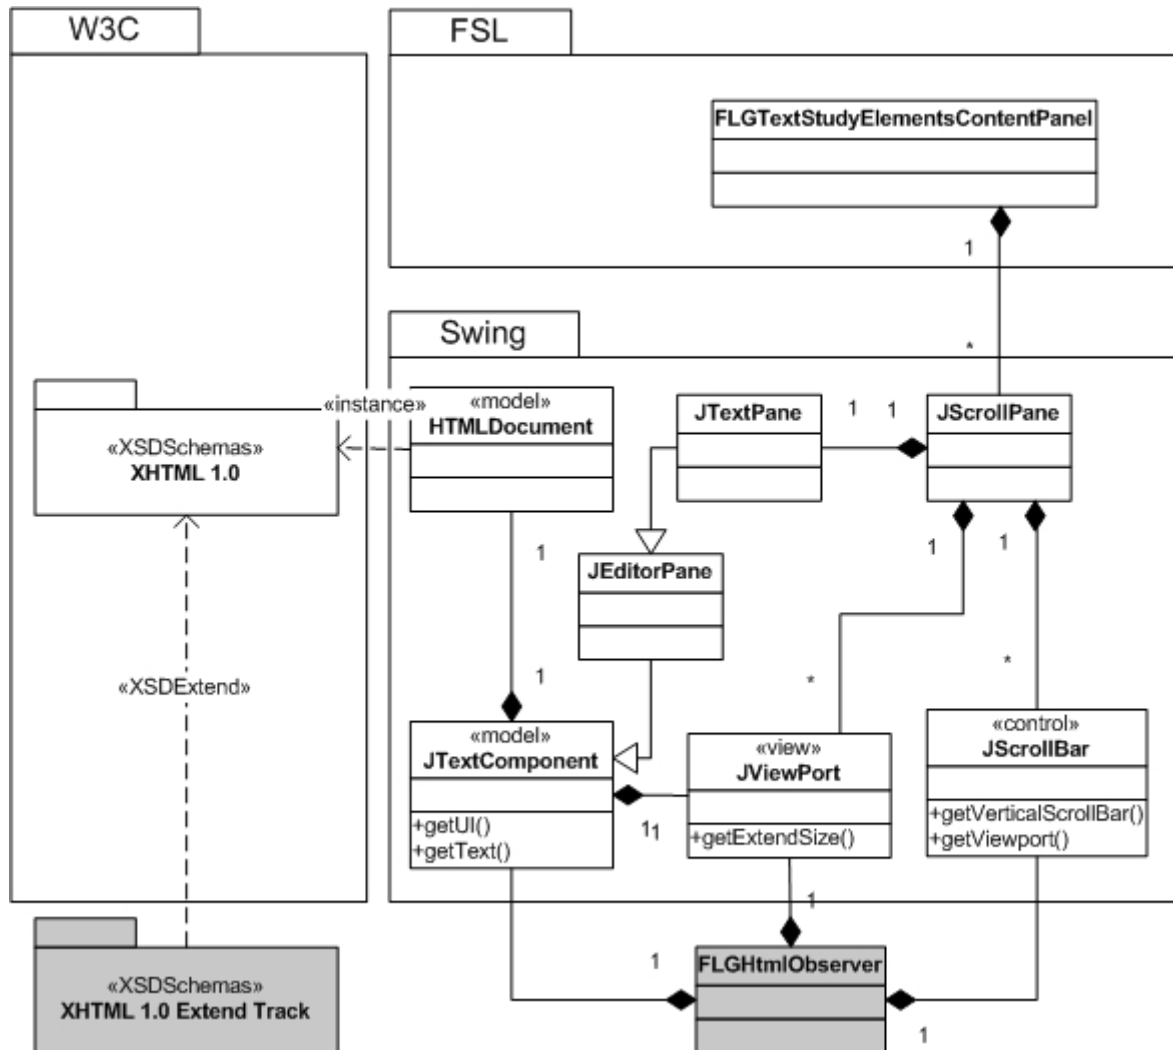 W3C
FSL
FLGTextStudyElementsContentPanel
1
*
Swing
«instance»
«model»
HTMLDocument
JTextPane
1
1
JScrollPane
«XSDSchemas»
XHTML 1.0
1
1
1
JEditorPane
«XSDExtend»
1
*
*
«model»
JTextComponent
+getUI()
+getText()
1
1
«view»
JViewPort
+getExtendSize()
«control»
JScrollBar
+getVerticalScrollBar()
+getViewport()
1
1
FLGHtmlObserver
1
«XSDSchemas»
XHTML 1.0 Extend Track